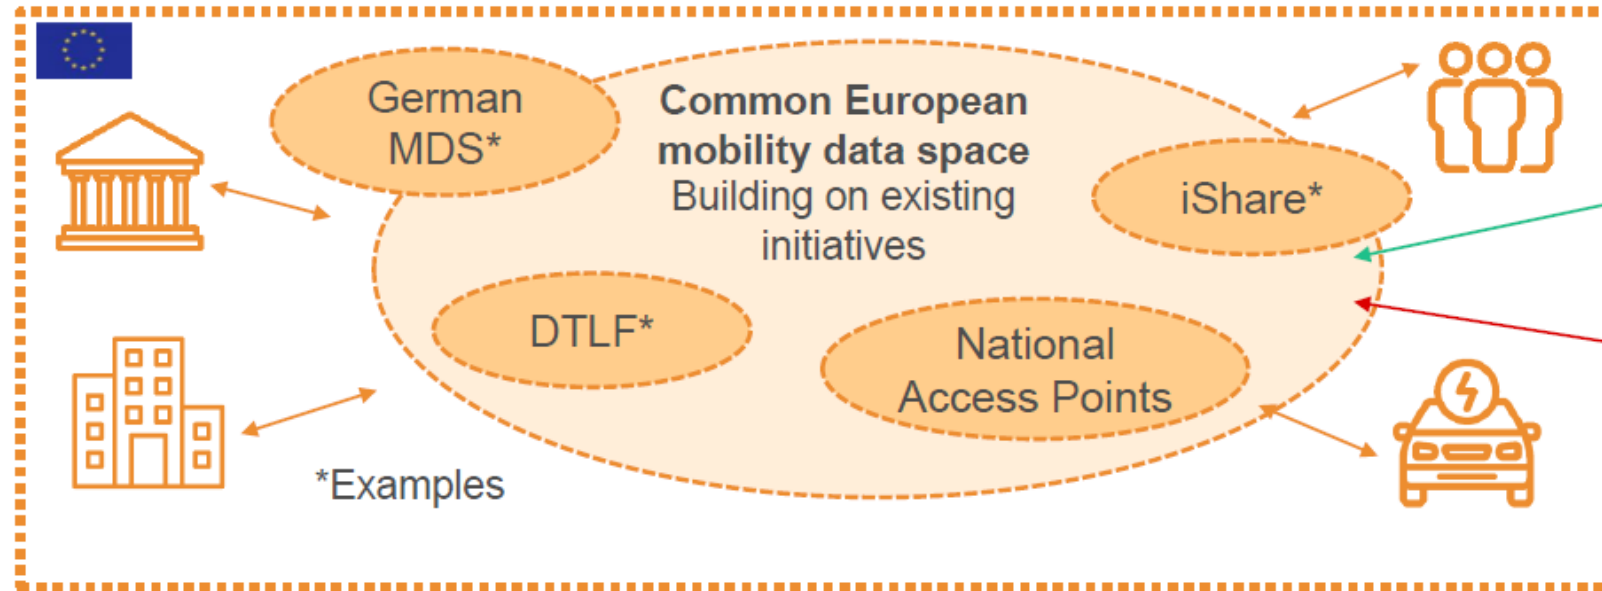 German
MDS*
Common European
mobility data space
Building on existing
initiatives
iShare*
DTLF*
National
Access Points
*Examples